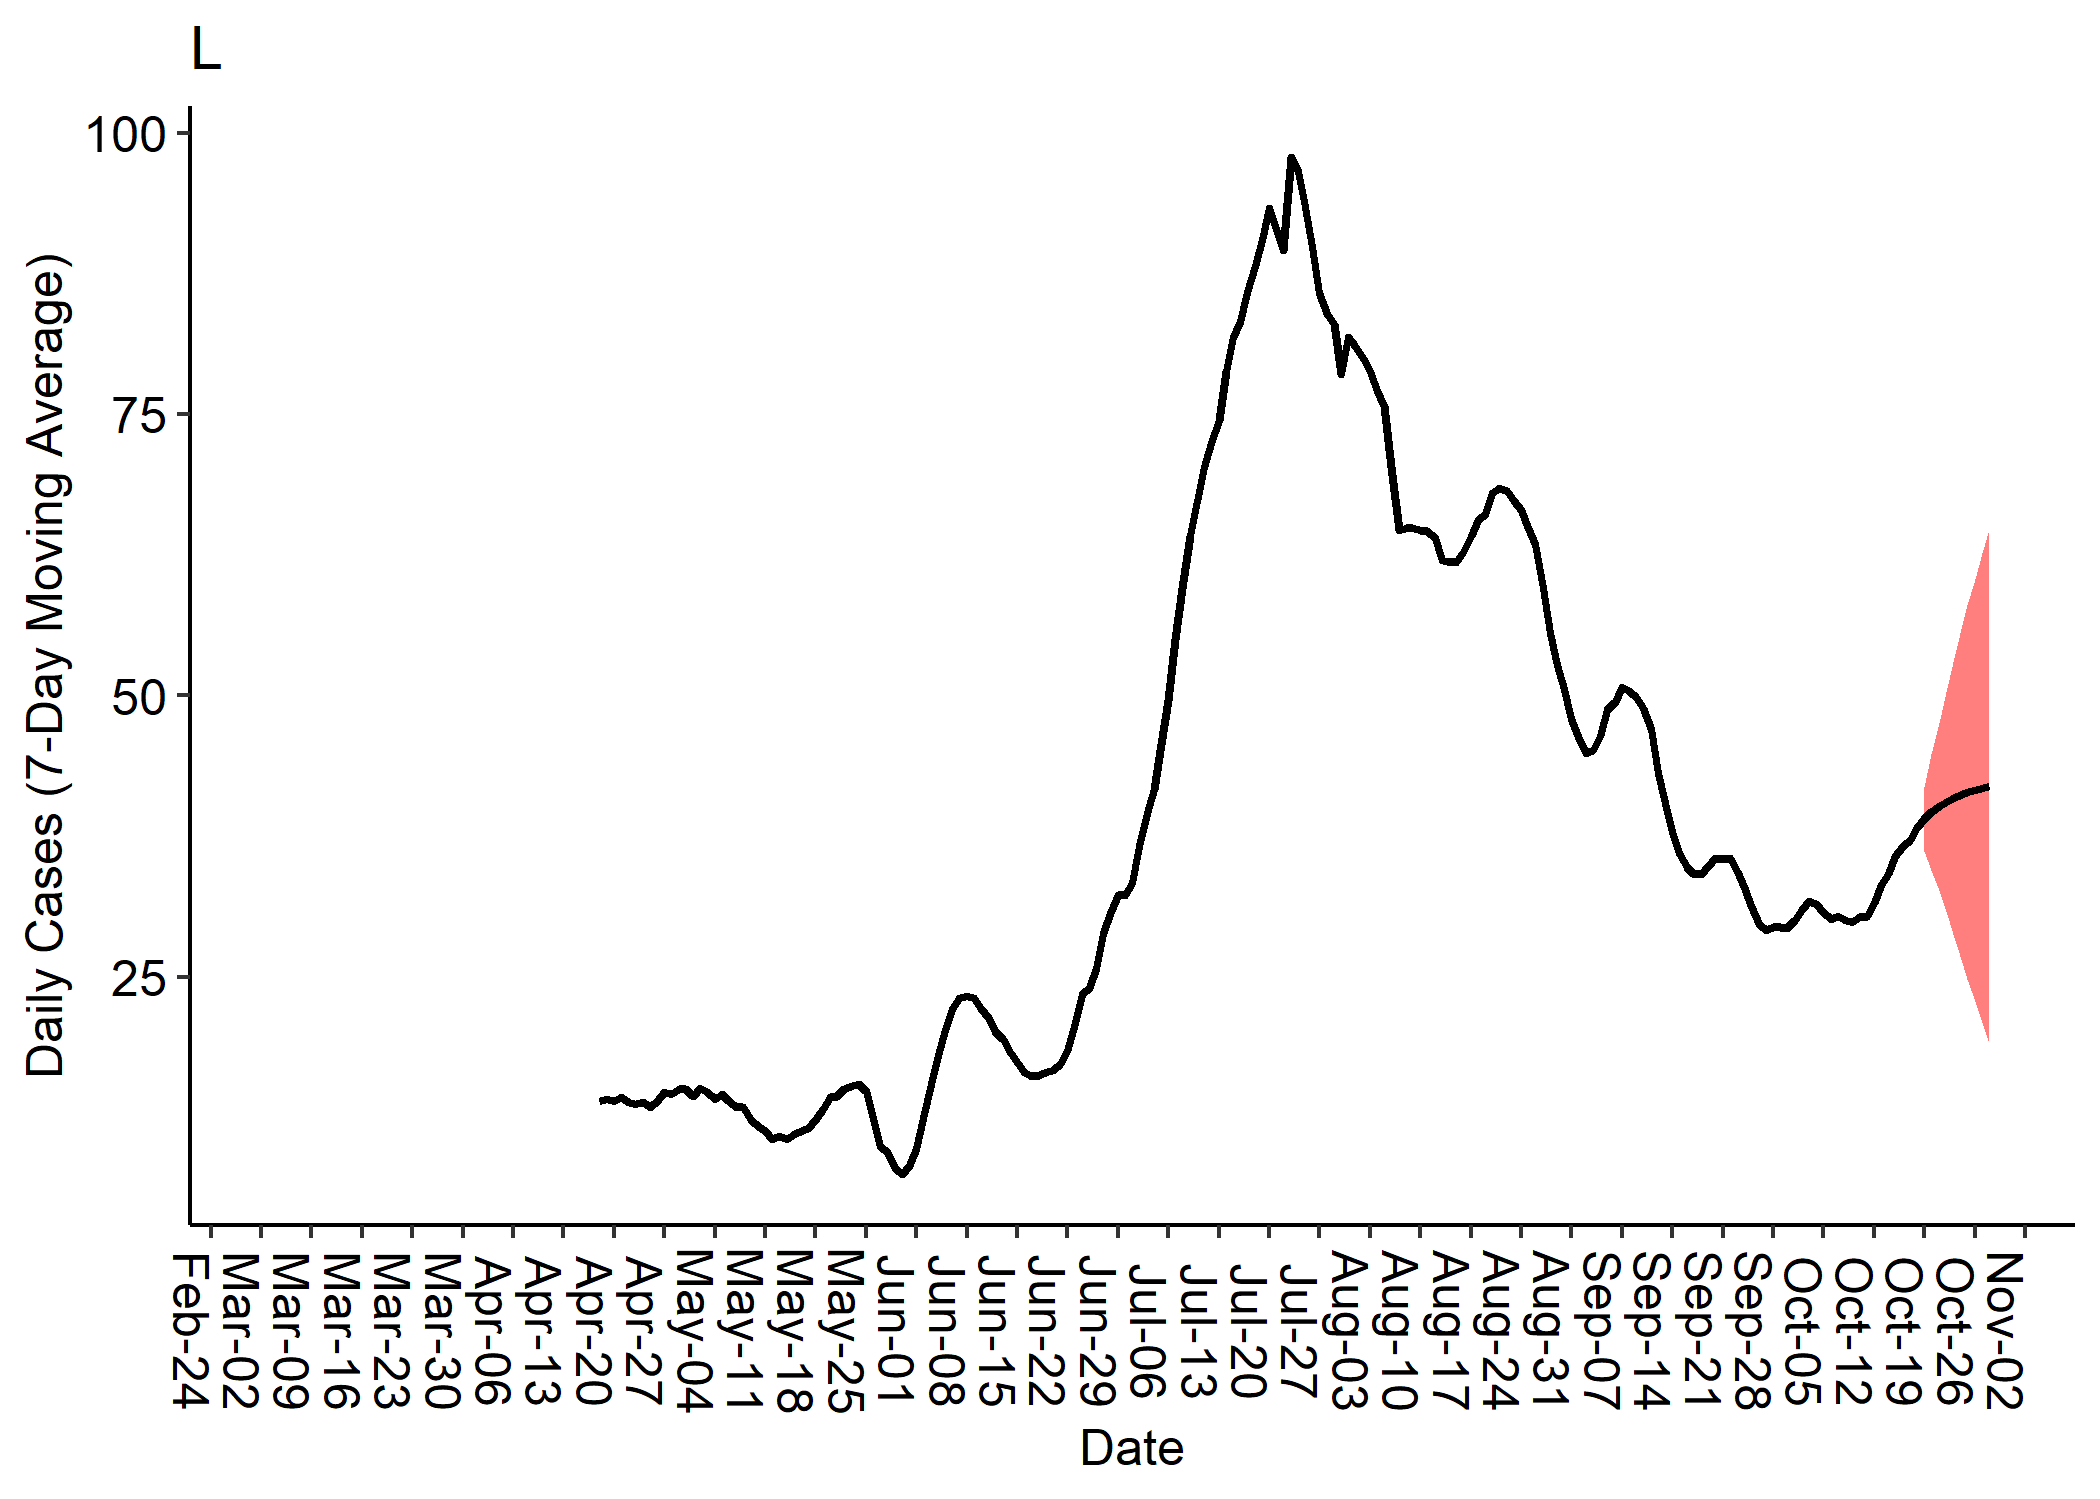 L
Daily Cases (7-Day Moving Average)
100
75
50
25
Feb-24
Mar-02
Mar-09
Mar-16
Mar-23
Mar-30
Apr-06
Apr-13
Apr-20
Apr-27
May-04
May-11
May-18
May-25
Jun-01
Jun-08
Jun-15
Jun-22
Jun-29
Jul-06
Jul-13
Jul-20
Jul-27
Aug-03
Aug-10
Aug-17
Aug-24
Aug-31
Sep-07
Sep-14
Sep-21
Sep-28
Oct-05
Oct-12
Oct-19
Oct-26
Nov-02
Date